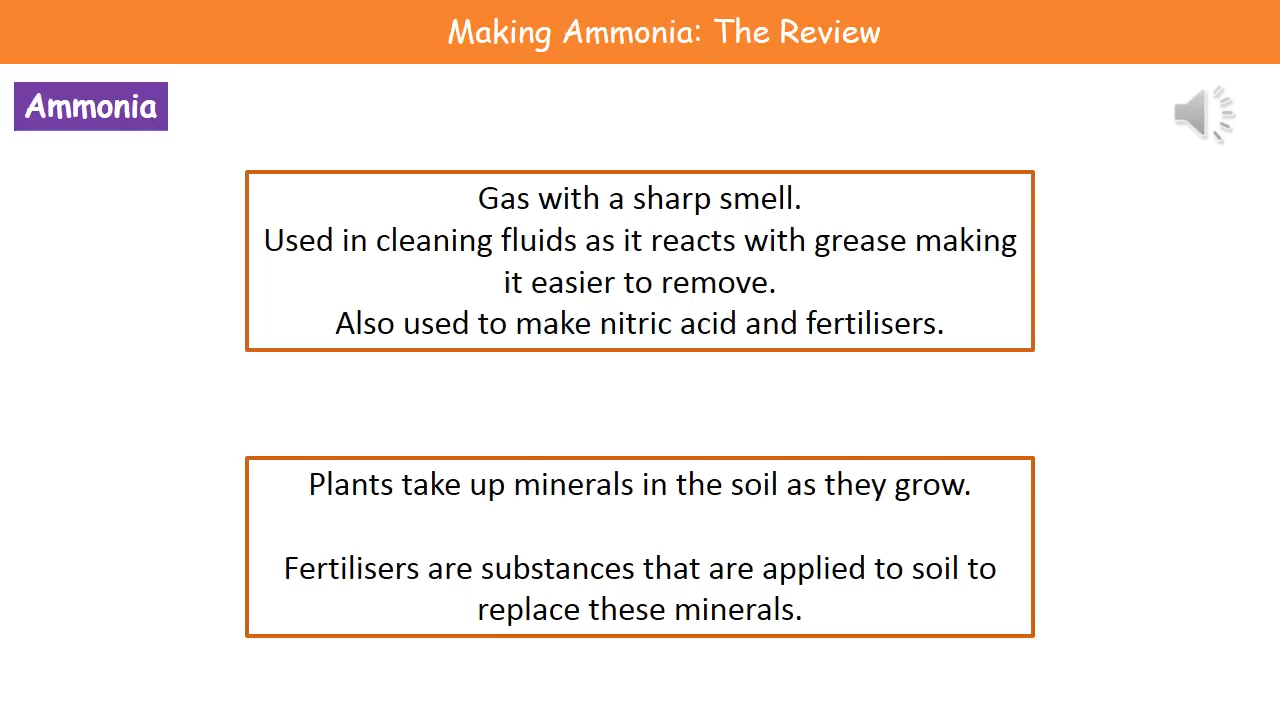 Making Ammonia: The Review
Ammonia
Gas with a sharp smell.
Used in cleaning fluids as it reacts with grease making
it easier to remove.
Also used to make nitric acid and fertilisers.
Plants take up minerals in the soil as they grow.
Fertilisers are substances that are applied to soil to
replace these minerals.